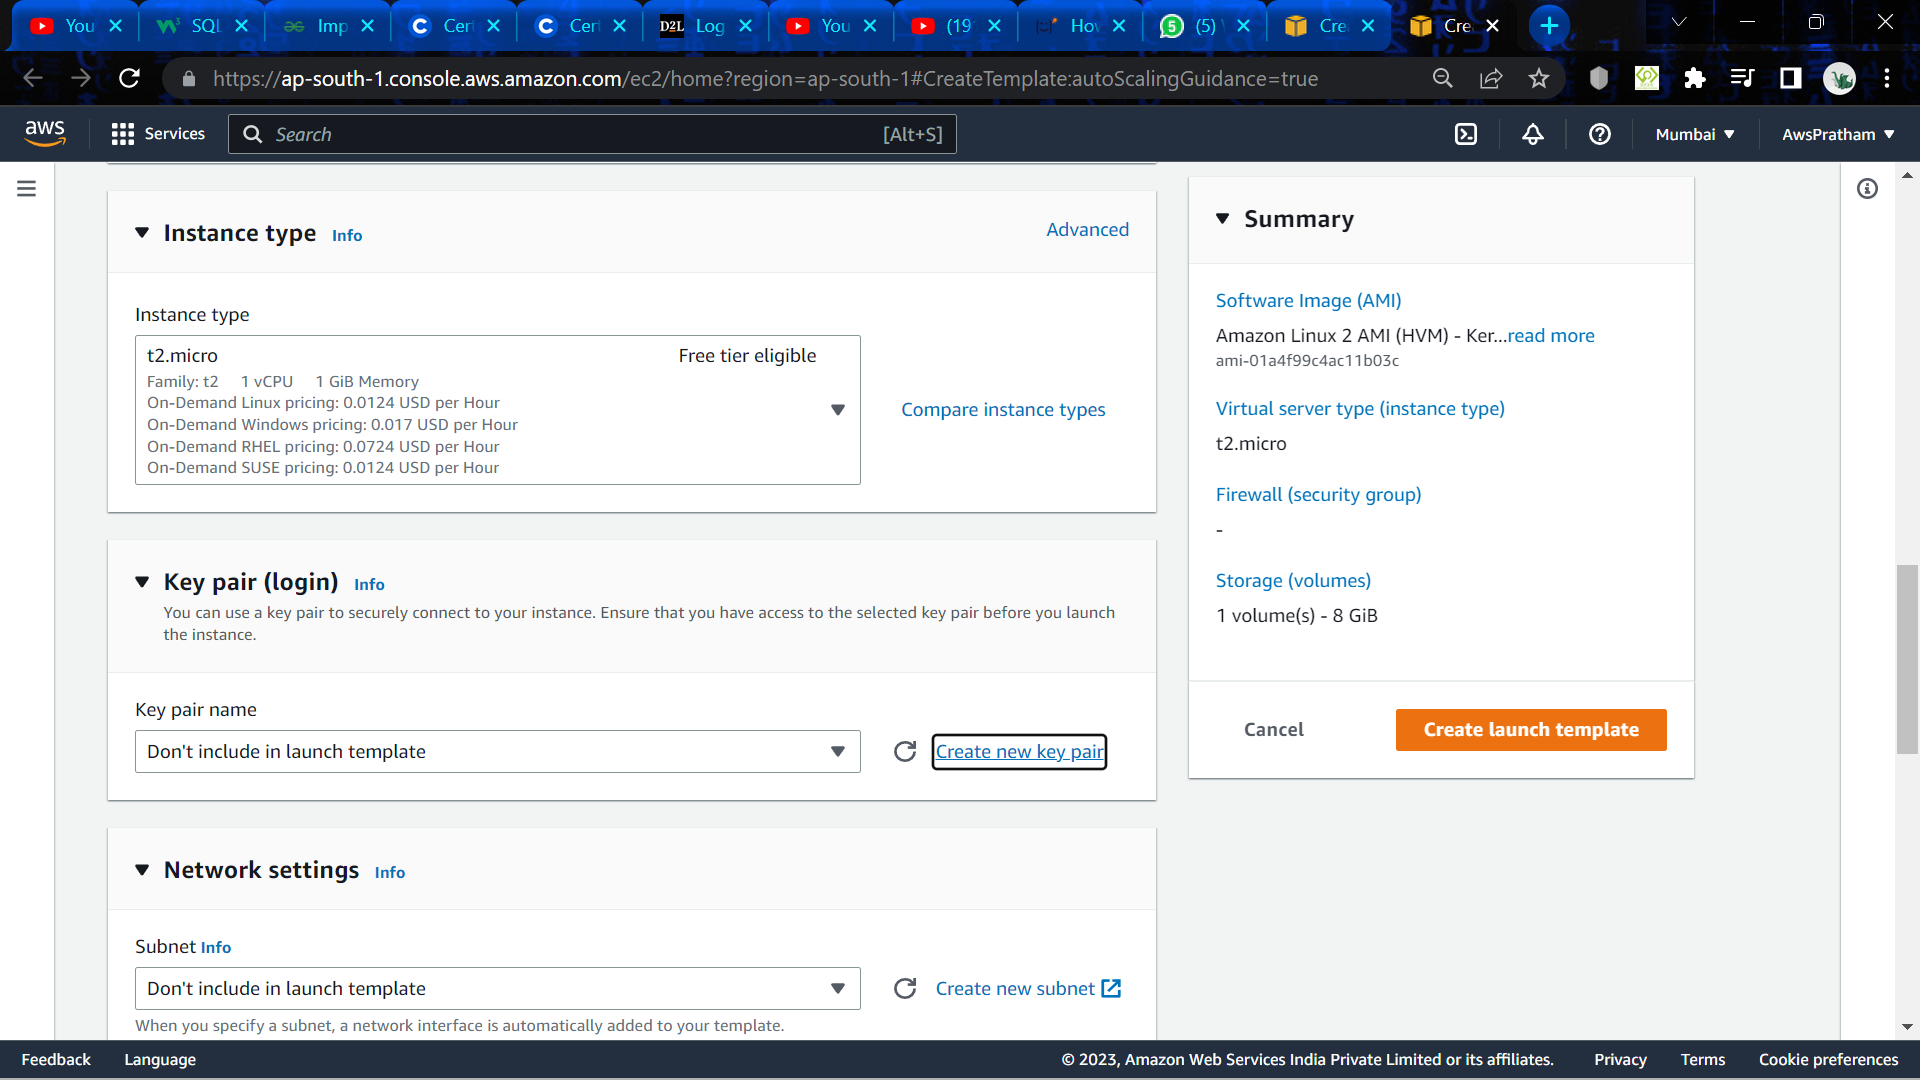 You
SQL
Imp
Cert
Cert
D2L Log
You
(19
How
5 (5)
Cre
Cre
https://ap-south-1.console.aws.amazon.com/ec2/home?region=ap-south-1#CreateTemplate:autoScalingGuidance=true
aws
Services
Search
[Alt+S]
Mumbai
AwsPratham
Instance type Info
Advanced
Instance type
t2.micro
Free tier eligible
Family: t2 1 vCPU 1 GiB Memory
On-Demand Linux pricing: 0.0124 USD per Hour
On-Demand Windows pricing: 0.017 USD per Hour
On-Demand RHEL pricing: 0.0724 USD per Hour
On-Demand SUSE pricing: 0.0124 USD per Hour
Compare instance types
Key pair (login) Info
You can use a key pair to securely connect to your instance. Ensure that you have access to the selected key pair before you launch
the instance.
Key pair name
Don't include in launch template
Create new key pair
Network settings Info
Subnet Info
Don't include in launch template
Create new subnet
When you specify a subnet, a network interface is automatically added to your template.
Summary
Software Image (AMI)
Amazon Linux 2 AMI (HVM) - Ker...read more
ami-01a4f99c4ac11b03c
Virtual server type (instance type)
t2.micro
Firewall (security group)
-
Storage (volumes)
1 volume(s) - 8 GiB
Cancel
Create launch template
Feedback
Language
© 2023, Amazon Web Services India Private Limited or its affiliates.
Privacy
Terms
Cookie preferences